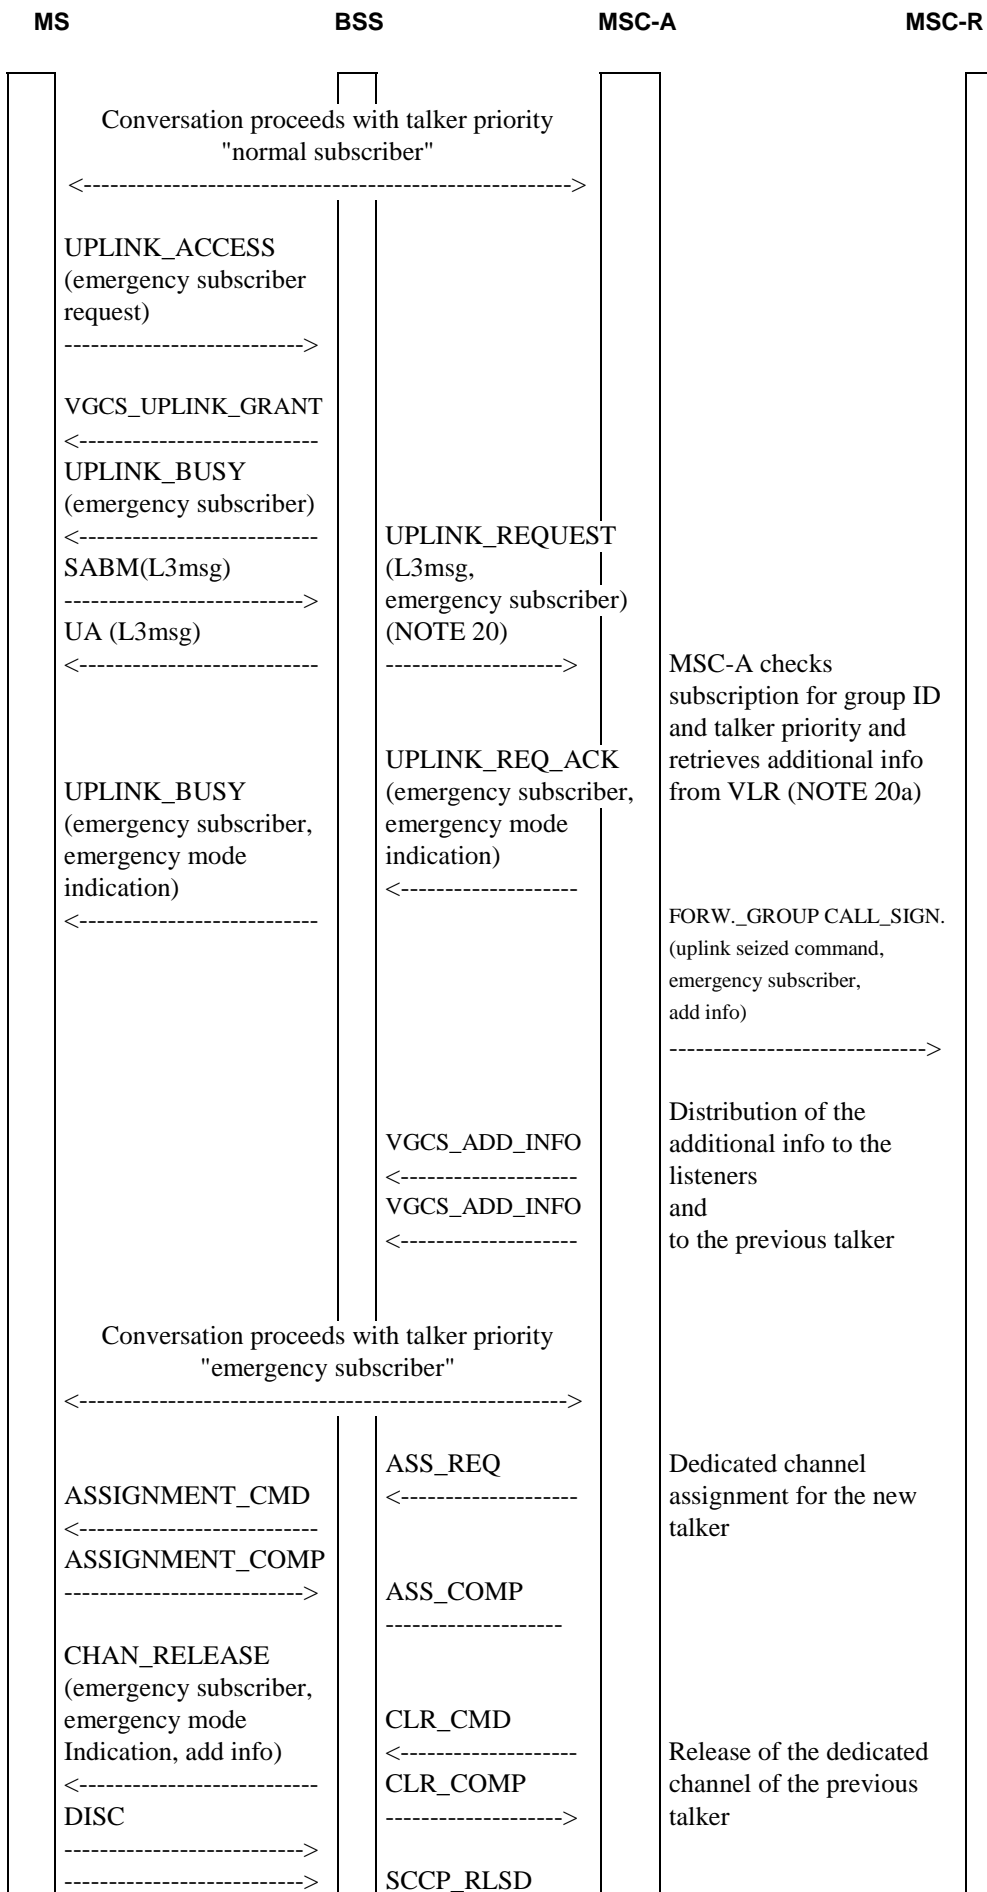 MS BSS MSC-A MSC-R
Conversation proceeds with talker priority
"normal subscriber"
<------------------------------------------------------->
UPLINK_ACCESS
(emergency subscriber
request)
--------------------------->
VGCS_UPLINK_GRANT
<---------------------------
UPLINK_BUSY
(emergency subscriber)
<---------------------------
SABM(L3msg)
--------------------------->
UA (L3msg)
<---------------------------
UPLINK_REQUEST
(L3msg,
emergency subscriber)
(NOTE 20)
-------------------->
MSC-A checks
subscription for group ID
and talker priority and
retrieves additional info
from VLR (NOTE 20a)
UPLINK_REQ_ACK
(emergency subscriber,
emergency mode
indication)
<--------------------
UPLINK_BUSY
(emergency subscriber,
emergency mode
indication)
<---------------------------
FORW._GROUP CALL_SIGN.
(uplink seized command,
emergency subscriber,
add info)
----------------------------->
VGCS_ADD_INFO
<--------------------
VGCS_ADD_INFO
<--------------------
Distribution of the
additional info to the
listeners
and
to the previous talker
Conversation proceeds with talker priority
"emergency subscriber"
<------------------------------------------------------->
ASS_REQ
<--------------------
Dedicated channel
assignment for the new
talker
ASSIGNMENT_CMD
<---------------------------
ASSIGNMENT_COMP
--------------------------->
ASS_COMP
--------------------
CHAN_RELEASE
(emergency subscriber,
emergency mode
Indication, add info)
<---------------------------
DISC
--------------------------->
--------------------------->
CLR_CMD
<--------------------
CLR_COMP
-------------------->
SCCP_RLSD
Release of the dedicated
channel of the previous
talker